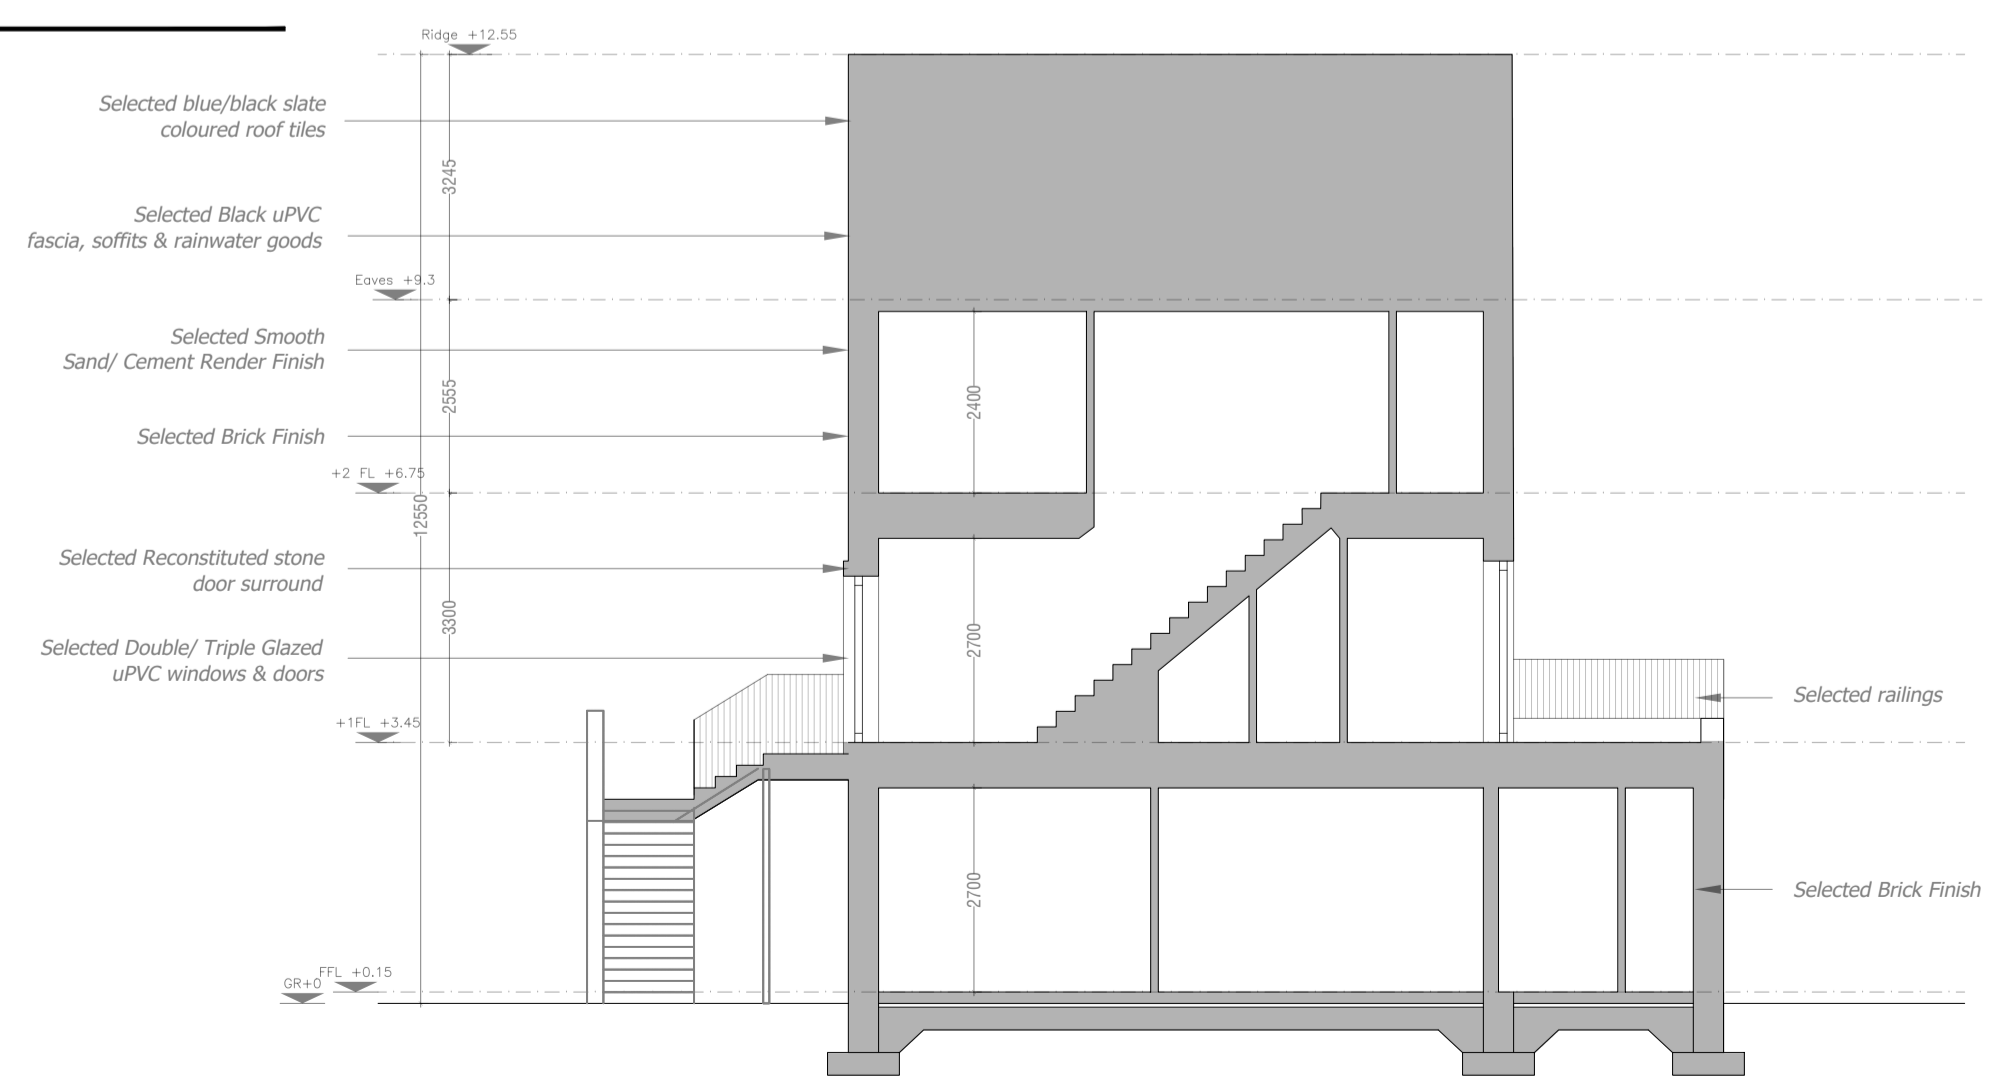 Ridge +12.55
Selected blue/black slate
coloured roof tiles
3245
Selected Black uPVC
fascia, soffits & rainwater goods
Eaves +9.3
Selected Smooth
Sand/ Cement Render Finish
2555
2400
Selected Brick Finish
+2 FL +6.75
12550
Selected Reconstituted stone
door surround
3300
2700
Selected Double/ Triple Glazed
uPVC windows & doors
Selected railings
+1FL +3.45
2700
Selected Brick Finish
FFL +0.15
GR+0